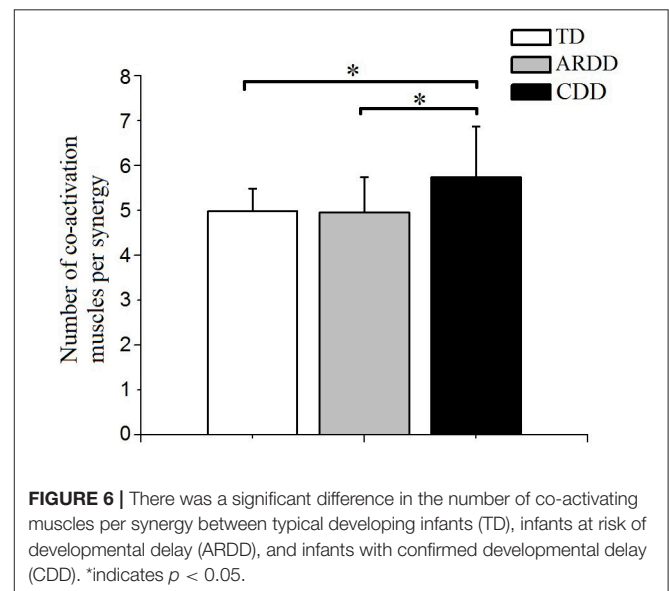 TD
ARDD
CDD
*
*
8
7
6
5
4
3
2
1
0
Number of co-activation
muscles per synergy
FIGURE 6 | There was a significant difference in the number of co-activating
muscles per synergy between typical developing infants (TD), infants at risk of
developmental delay (ARDD), and infants with confirmed developmental delay
(CDD). *indicates p < 0.05.